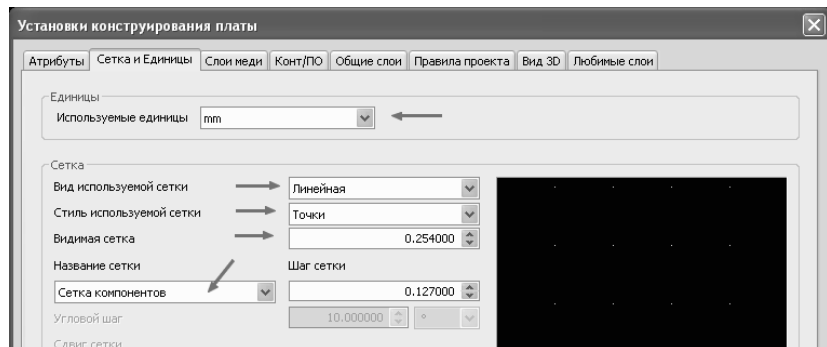 Установки конструирования платы
Атрибуты Сетка и Единицы Слои меди Конт/ПО Общие слои Правила проекта Вид 3D Любимые слои
Единицы
Используемые единицы mm
Сетка
Вид используемой сетки Линейная
Стиль используемой сетки Точки
Видимая сетка 0.254000
Название сетки Шаг сетки
Сетка компонентов 0.127000
Угловой шаг 10.000000 °
Сдвиг сетки